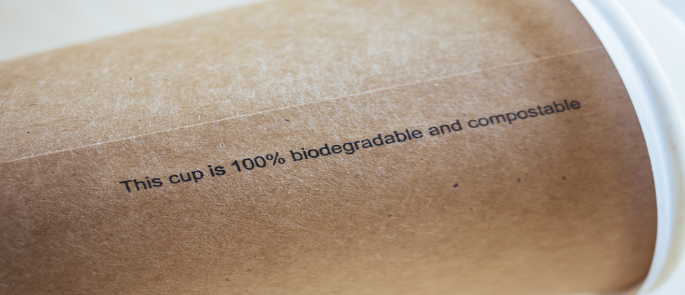 This cup is 100% biodegradable and compostable